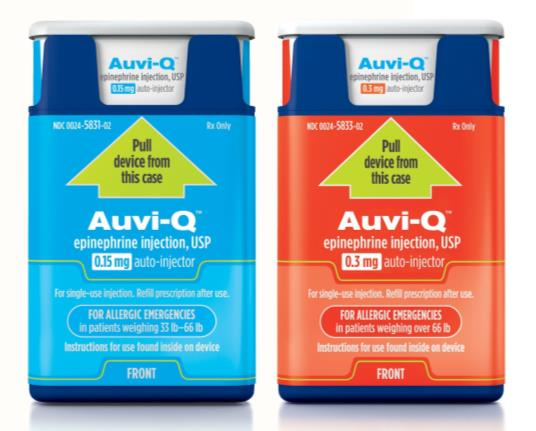 Auvi-Q™
epinephrine injection, USP
0.15 mg auto-injector
NDC 0024-5831-02 Rx Only
Pull
device from
this case
Auvi-Q™
epinephrine injection, USP
0.15 mg auto-injector
For single-use injection. Refill prescription after use.
FOR ALLERGIC EMERGENCIES
in patients weighing 33 lb–66 lb
Instructions for use found inside on device
FRONT
Auvi-Q™
epinephrine injection, USP
0.3 mg auto-injector
NDC 0024-5833-02 Rx Only
Pull
device from
this case
Auvi-Q™
epinephrine injection, USP
0.3 mg auto-injector
For single-use injection. Refill prescription after use.
FOR ALLERGIC EMERGENCIES
in patients weighing over 66 lb
Instructions for use found inside on device
FRONT